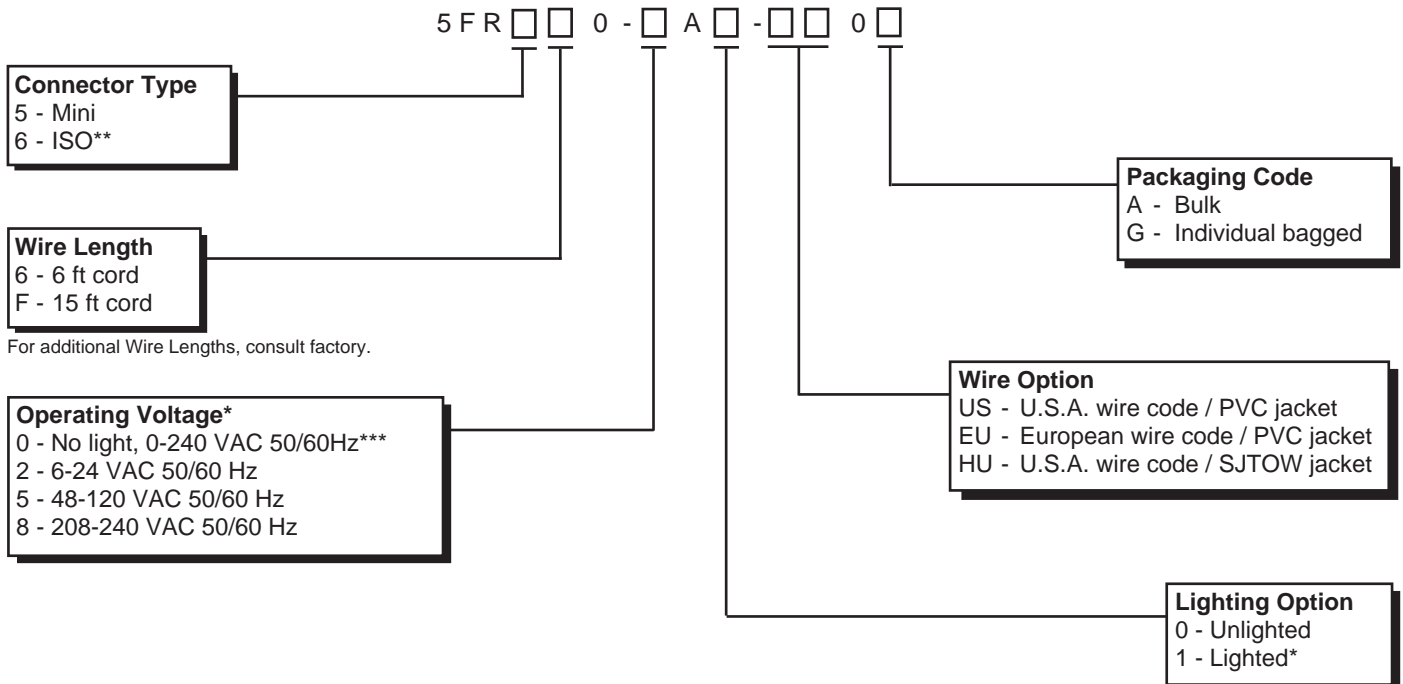 5 F R □ □ 0 - □ A □ - □ □ 0 □
Connector Type
5 - Mini
6 - ISO**
Wire Length
6 - 6 ft cord
F - 15 ft cord
For additional Wire Lengths, consult factory.
Operating Voltage*
0 - No light, 0-240 VAC 50/60Hz***
2 - 6-24 VAC 50/60 Hz
5 - 48-120 VAC 50/60 Hz
8 - 208-240 VAC 50/60 Hz
Packaging Code
A - Bulk
G - Individual bagged
Wire Option
US - U.S.A. wire code / PVC jacket
EU - European wire code / PVC jacket
HU - U.S.A. wire code / SJTOW jacket
Lighting Option
0 - Unlighted
1 - Lighted*